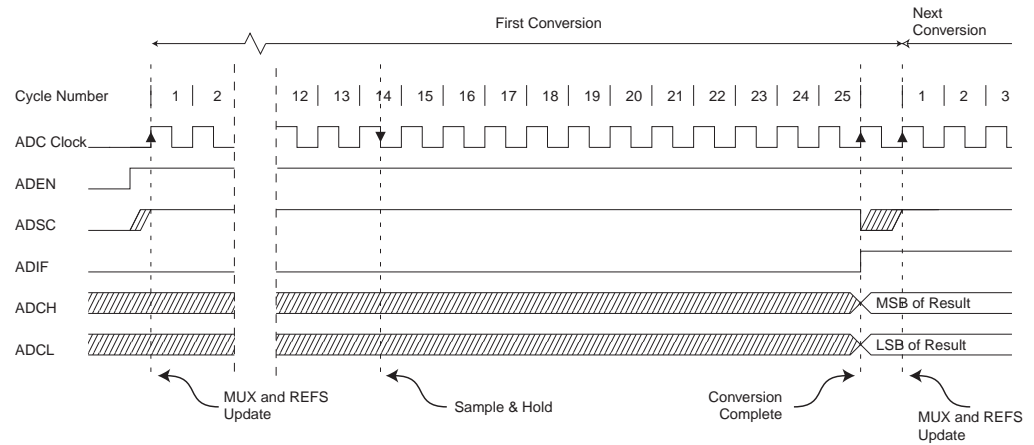 First Conversion
Next
Conversion
Cycle Number 1 2 12 13 14 15 16 17 18 19 20 21 22 23 24 25 1 2 3
ADC Clock
ADEN
ADSC
ADIF
ADCH MSB of Result
ADCL LSB of Result
MUX and REFS
Update
Sample & Hold
Conversion
Complete
MUX and REFS
Update